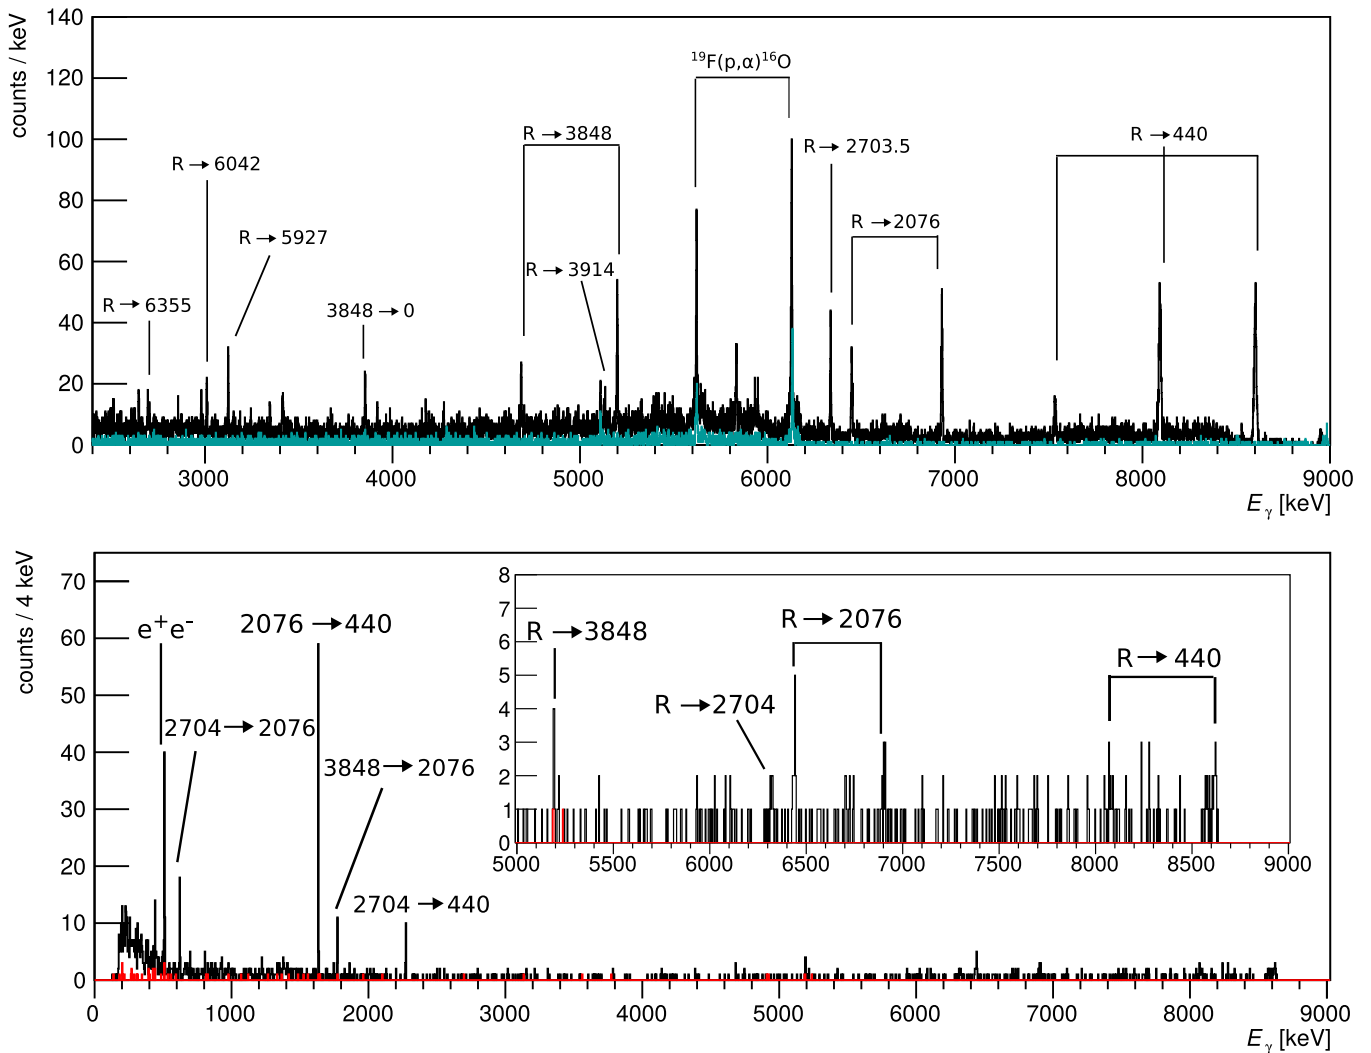 counts / keV
140
120
100
80
60
40
20
0
¹⁹F(p,α)¹⁶O
R → 3848
R → 2703.5
R → 440
R → 6042
R → 5927
R → 2076
R → 3914
R → 6355
3848 → 0
3000 4000 5000 6000 7000 8000 9000
E γ [keV]
counts / 4 keV
70
60
50
40
30
20
10
0
e⁺e⁻
2076 → 440
2704 → 2076
3848 → 2076
2704 → 440
8
7
6
5
4
3
2
1
0
R → 3848
R → 2076
R → 440
R → 2704
5000 5500 6000 6500 7000 7500 8000 8500 9000
0 1000 2000 3000 4000 5000 6000 7000 8000 9000
E γ [keV]